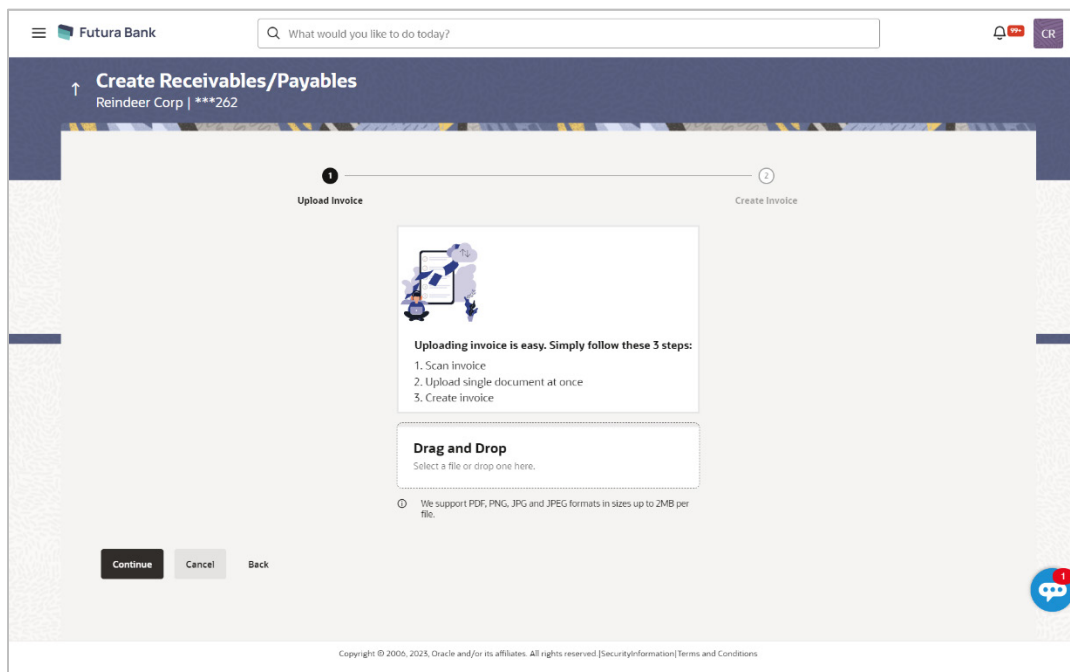 Futura Bank
What would you like to do today?
99+
CR
Create Receivables/Payables
Reindeer Corp | ***262
1
2
Upload Invoice
Create Invoice
Uploading invoice is easy. Simply follow these 3 steps:
1. Scan invoice
2. Upload single document at once
3. Create invoice
Drag and Drop
Select a file or drop one here.
We support PDF, PNG, JPG and JPEG formats in sizes up to 2MB per
file.
Continue
Cancel
Back
1
Copyright © 2006, 2023, Oracle and/or its affiliates. All rights reserved.|SecurityInformation|Terms and Conditions